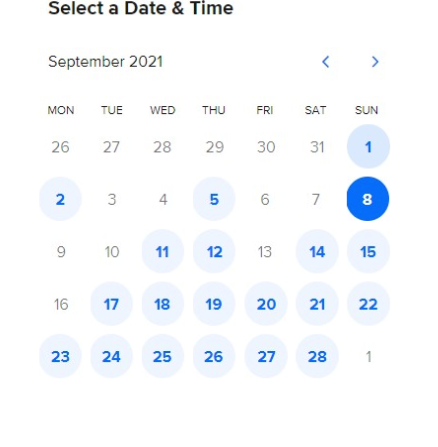 Select a Date & Time
September 2021
MON TUE WED THU FRI SAT SUN
26 27 28 29 30 31 1
2 3 4 5 6 7 8
9 10 11 12 13 14 15
16 17 18 19 20 21 22
23 24 25 26 27 28 1